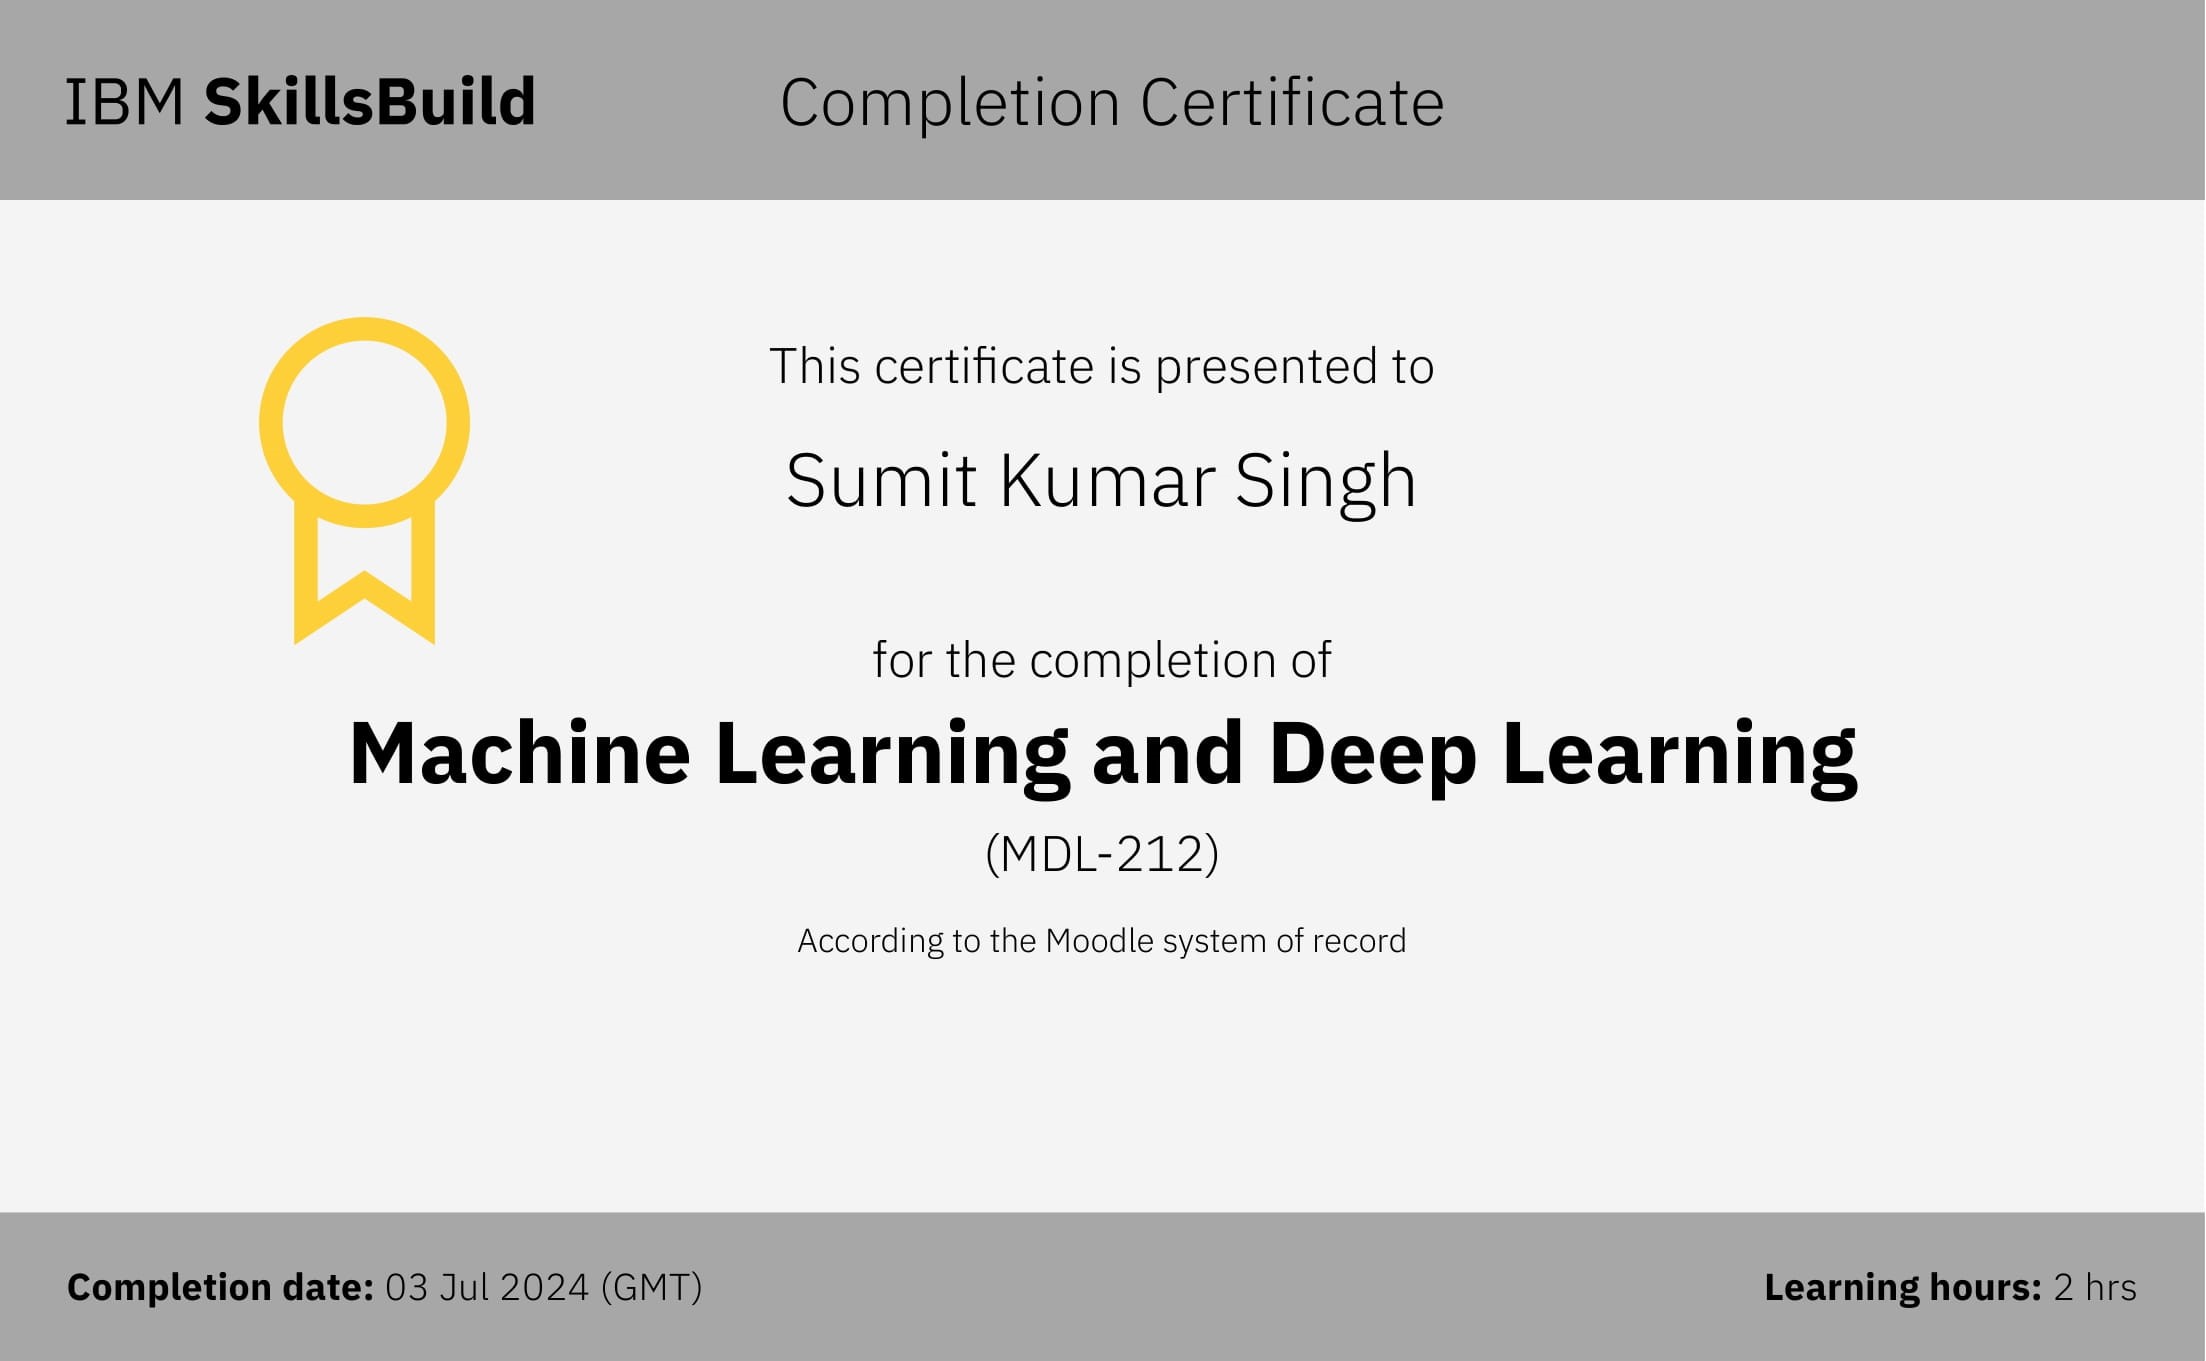 IBM SkillsBuild
Completion Certificate
This certificate is presented to
Sumit Kumar Singh
for the completion of
Machine Learning and Deep Learning
(MDL-212)
According to the Moodle system of record
Completion date: 03 Jul 2024 (GMT)
Learning hours: 2 hrs